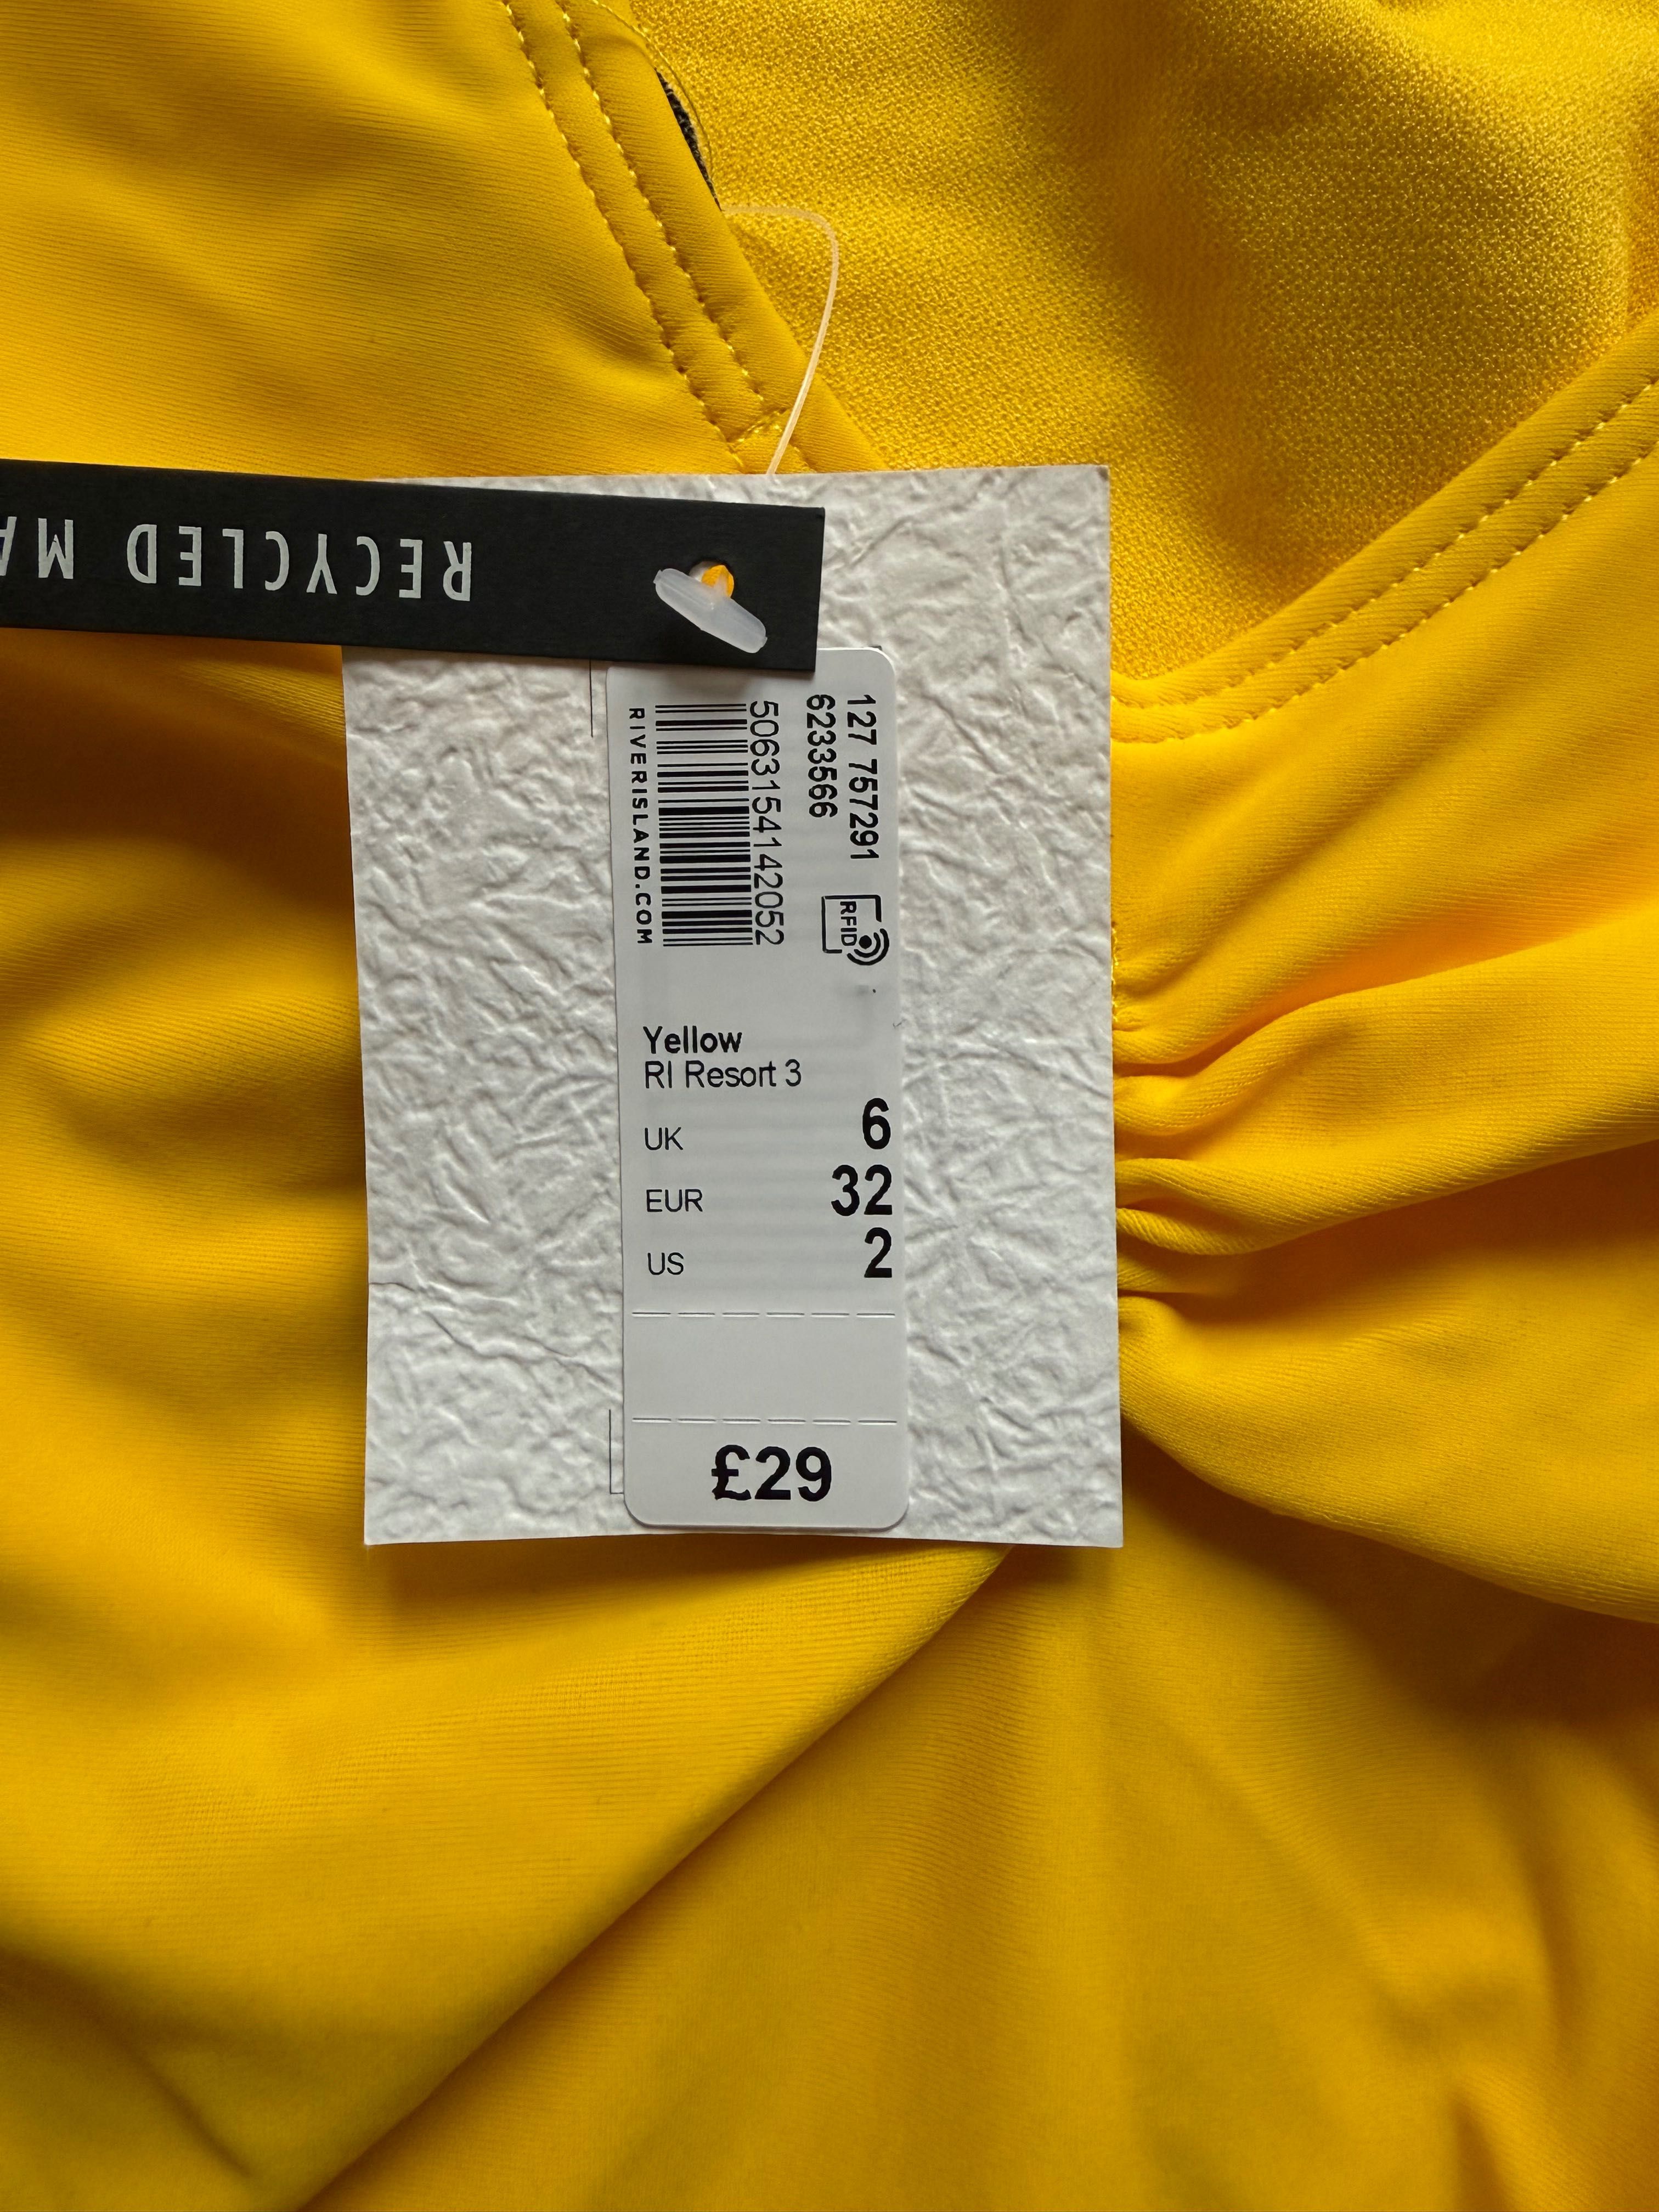 RECYCLED MA
127 757291
6233566
RFID
5063154142052
RIVERISLAND.COM
Yellow
RI Resort 3
UK 6
EUR 32
US 2
£29